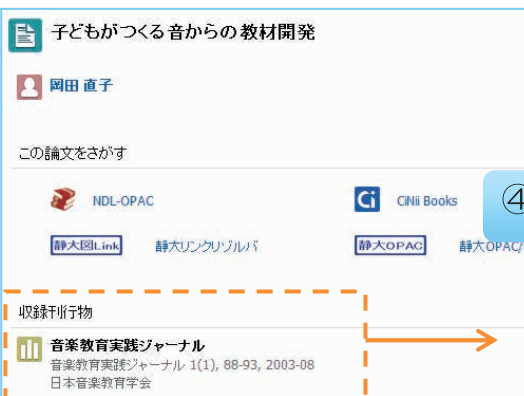 子どもがつくる音からの教材開発
岡田 直子
この論文をさがす
NDL-OPAC
Ci CiNii Books
④
静大図Link 静大リンクリゾルバ
静大OPAC 静大OPAC/
収録刊行物
音楽教育実践ジャーナル
音楽教育実践ジャーナル 1(1), 88-93, 2003-08
日本音楽教育学会